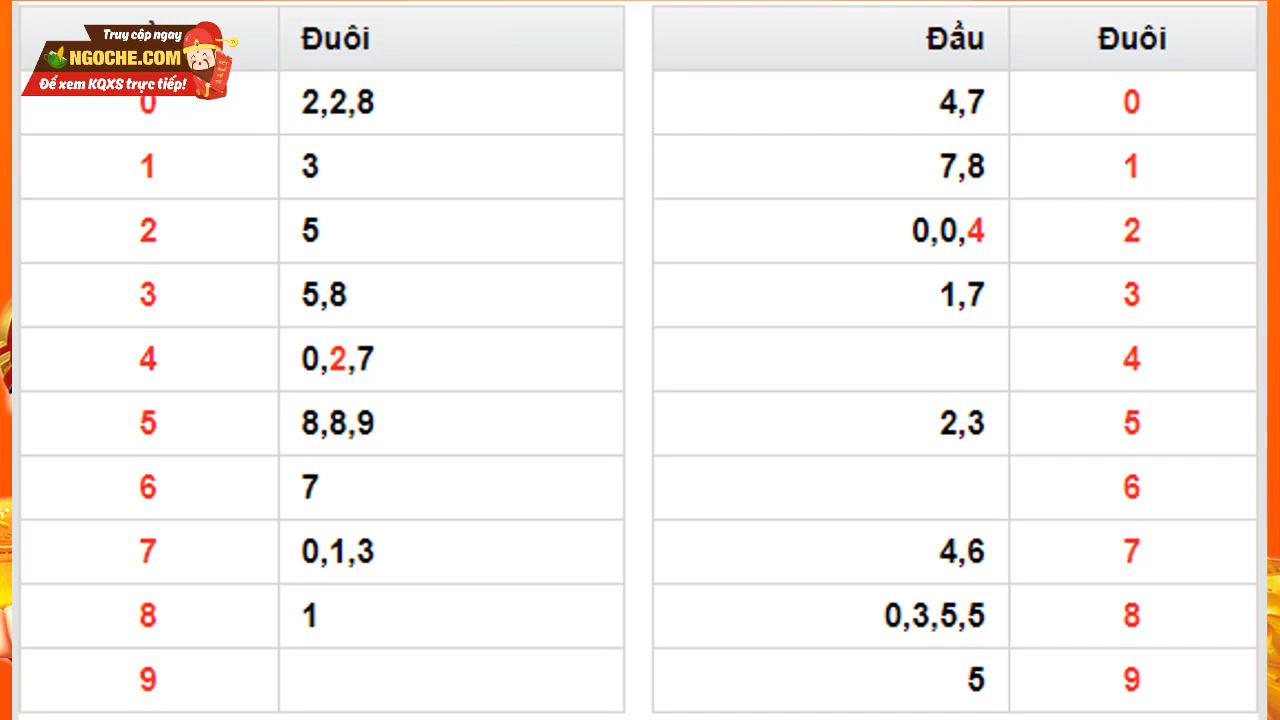 Truy cập ngay
NGOCHE.COM
Để xem KQXS trực tiếp!
Đuôi Đầu Đuôi
0 2,2,8 4,7 0
1 3 7,8 1
2 5 0,0,4 2
3 5,8 1,7 3
4 0,2,7 4
5 8,8,9 2,3 5
6 7 6
7 0,1,3 4,6 7
8 1 0,3,5,5 8
9 5 9